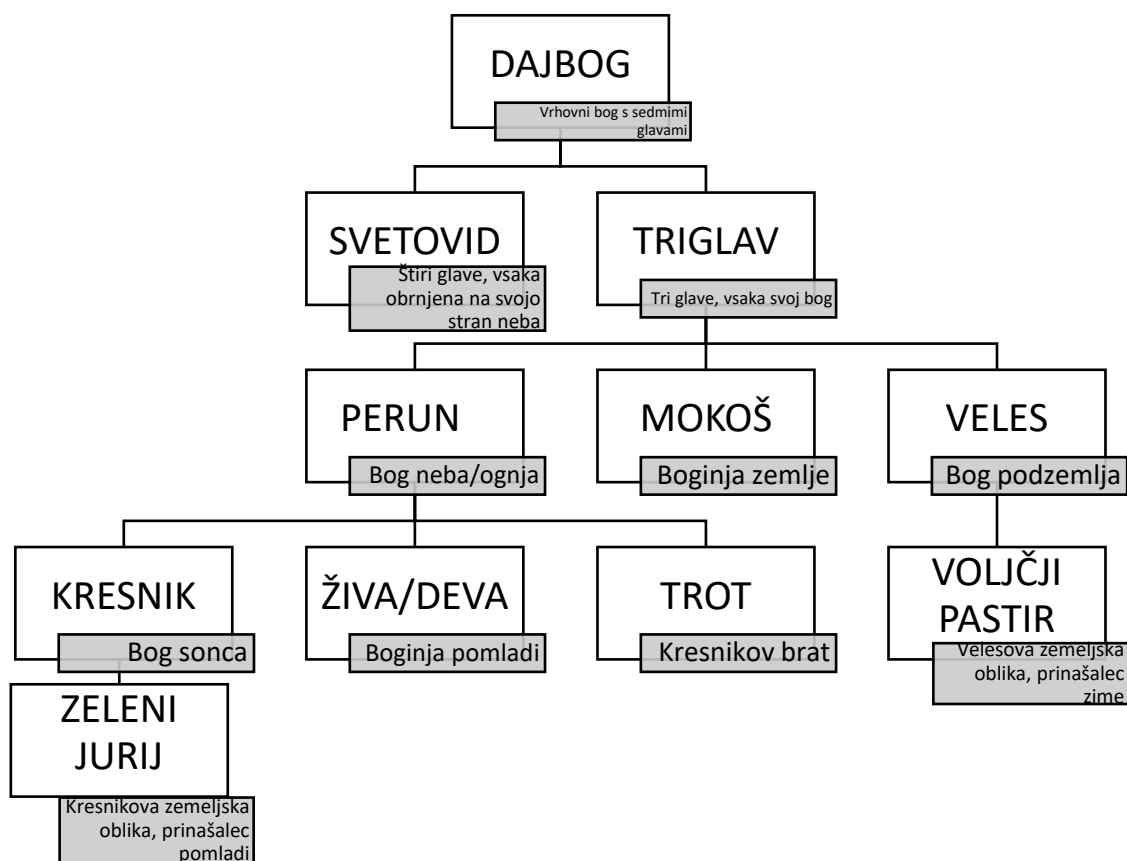 DAJBOG
Vrhovni bog s sedmimi
glavami
SVETOVID
Štiri glave, vsaka
obrnjena na svojo
stran neba
TRIGLAV
Tri glave, vsaka svoj bog
PERUN
Bog neba/ognja
MOKOŠ
Boginja zemlje
VELES
Bog podzemlja
KRESNIK
Bog sonca
ŽIVA/DEVA
Boginja pomladi
TROT
Kresnikov brat
VOLJČJI
PASTIR
Velesova zemeljska
oblika, prinašalec
zime
ZELENI
JURIJ
Kresnikova zemeljska
oblika, prinašalec
pomladi